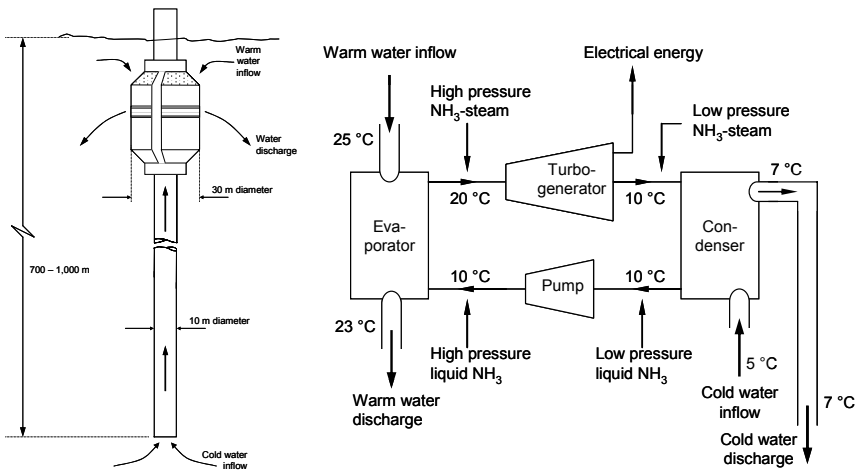 Warm
water
inflow
Water
discharge
30 m diameter
700 – 1,000 m
10 m diameter
Cold water
inflow
Warm water inflow
Electrical energy
High pressure
NH₃-steam
Low pressure
NH₃-steam
25 °C
7 °C
Turbo-
generator
20 °C
10 °C
Eva-
porator
Con-
denser
10 °C
Pump
10 °C
23 °C
High pressure
liquid NH₃
Low pressure
liquid NH₃
5 °C
Warm water
discharge
Cold water
inflow
7 °C
Cold water
discharge